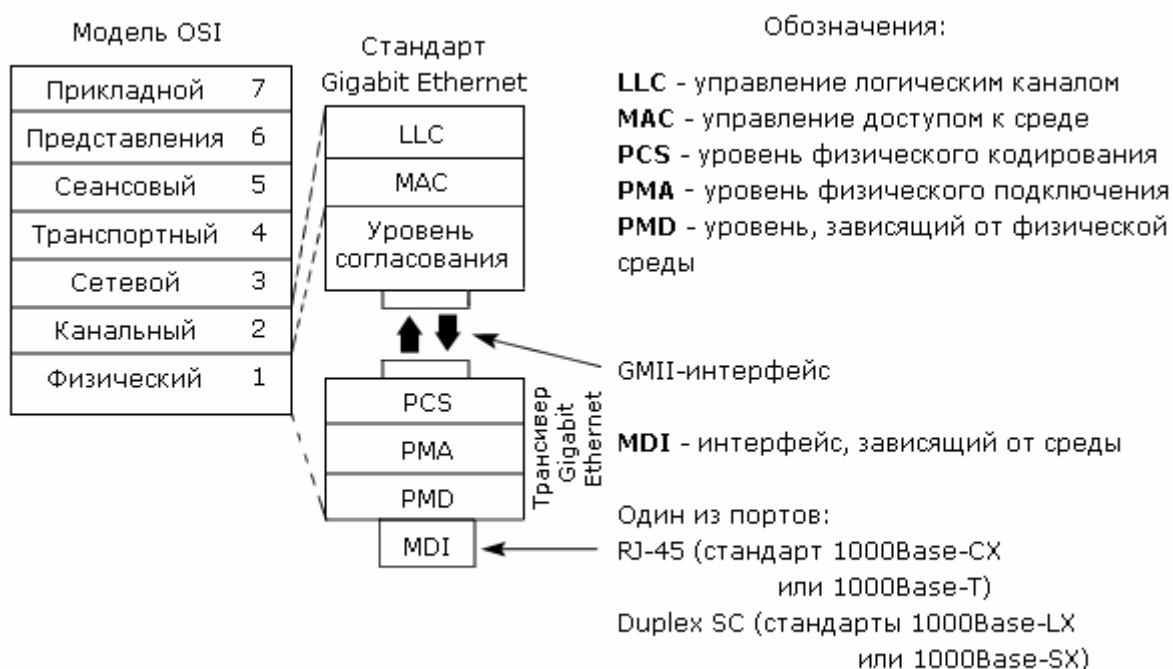 Модель OSI
Прикладной 7
Представления 6
Сеансовый 5
Транспортный 4
Сетевой 3
Канальный 2
Физический 1
Стандарт
Gigabit Ethernet
LLC
MAC
Уровень
согласования
PCS
PMA
PMD
MDI
Трансивер
Gigabit
Ethernet
Обозначения:
LLC - управление логическим каналом
MAC - управление доступом к среде
PCS - уровень физического кодирования
PMA - уровень физического подключения
PMD - уровень, зависящий от физической
среды
GMII-интерфейс
MDI - интерфейс, зависящий от среды
Один из портов:
RJ-45 (стандарт 1000Base-CX
или 1000Base-T)
Duplex SC (стандарты 1000Base-LX
или 1000Base-SX)